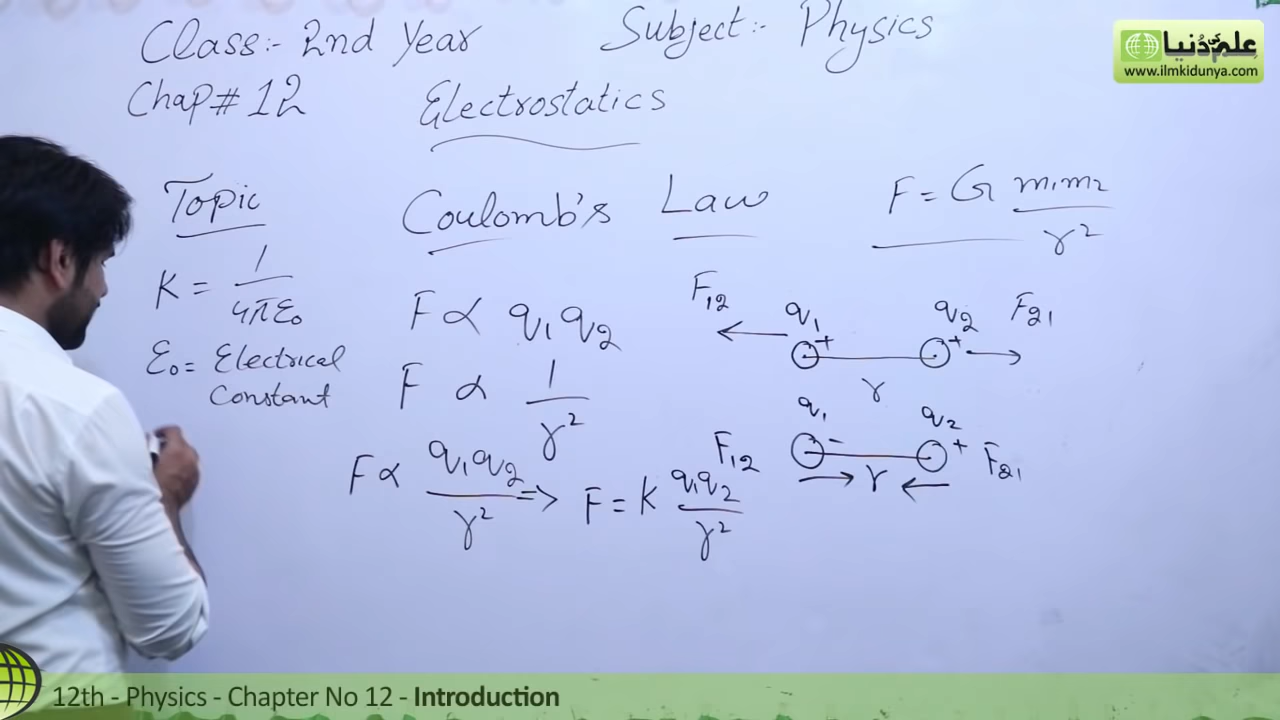 Class:- 2nd Year Subject:- Physics
علم کی دُنیا
www.ilmkidunya.com
Chap# 12 Electrostatics
Topic Coulomb's Law F = G m₁m₂ / r²
K = 1 / 4πε₀
ε₀ = Electrical
Constant
F ∝ q₁q₂
F ∝ 1 / r²
F ∝ q₁q₂ / r² => F = K q₁q₂ / r²
F₁₂ q₁ q₂ F₂₁
+ +
r
q₁ q₂
F₁₂ - + F₂₁
r
12th - Physics - Chapter No 12 - Introduction